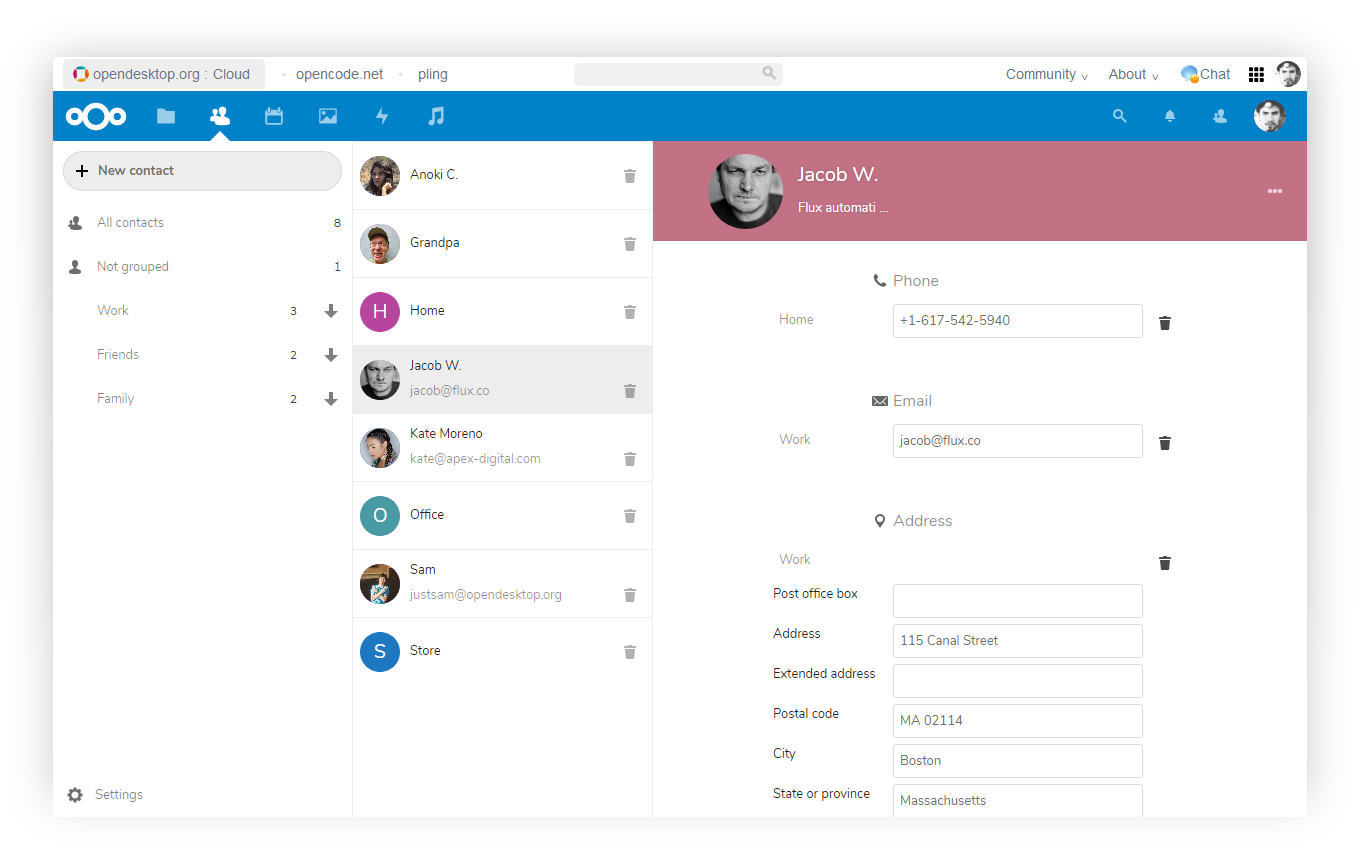 opendesktop.org : Cloud
opencode.net
pling
Community
About
Chat
New contact
All contacts 8
Not grouped 1
Work 3
Friends 2
Family 2
Settings
Anoki C.
Grandpa
H Home
Jacob W.
jacob@flux.co
Kate Moreno
kate@apex-digital.com
O Office
Sam
justsam@opendesktop.org
S Store
Jacob W.
Flux automati ...
Phone
Home +1-617-542-5940
Email
Work jacob@flux.co
Address
Work
Post office box
Address 115 Canal Street
Extended address
Postal code MA 02114
City Boston
State or province Massachusetts